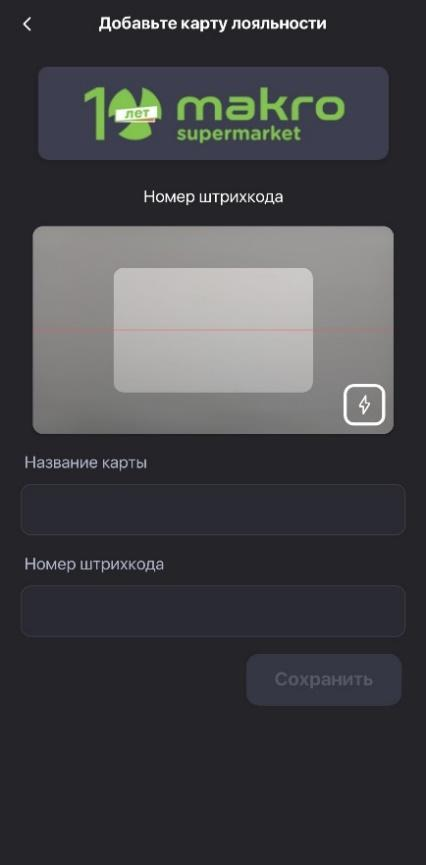 Добавьте карту лояльности
10 лет makro
supermarket
Номер штрихкода
Название карты
Номер штрихкода
Сохранить